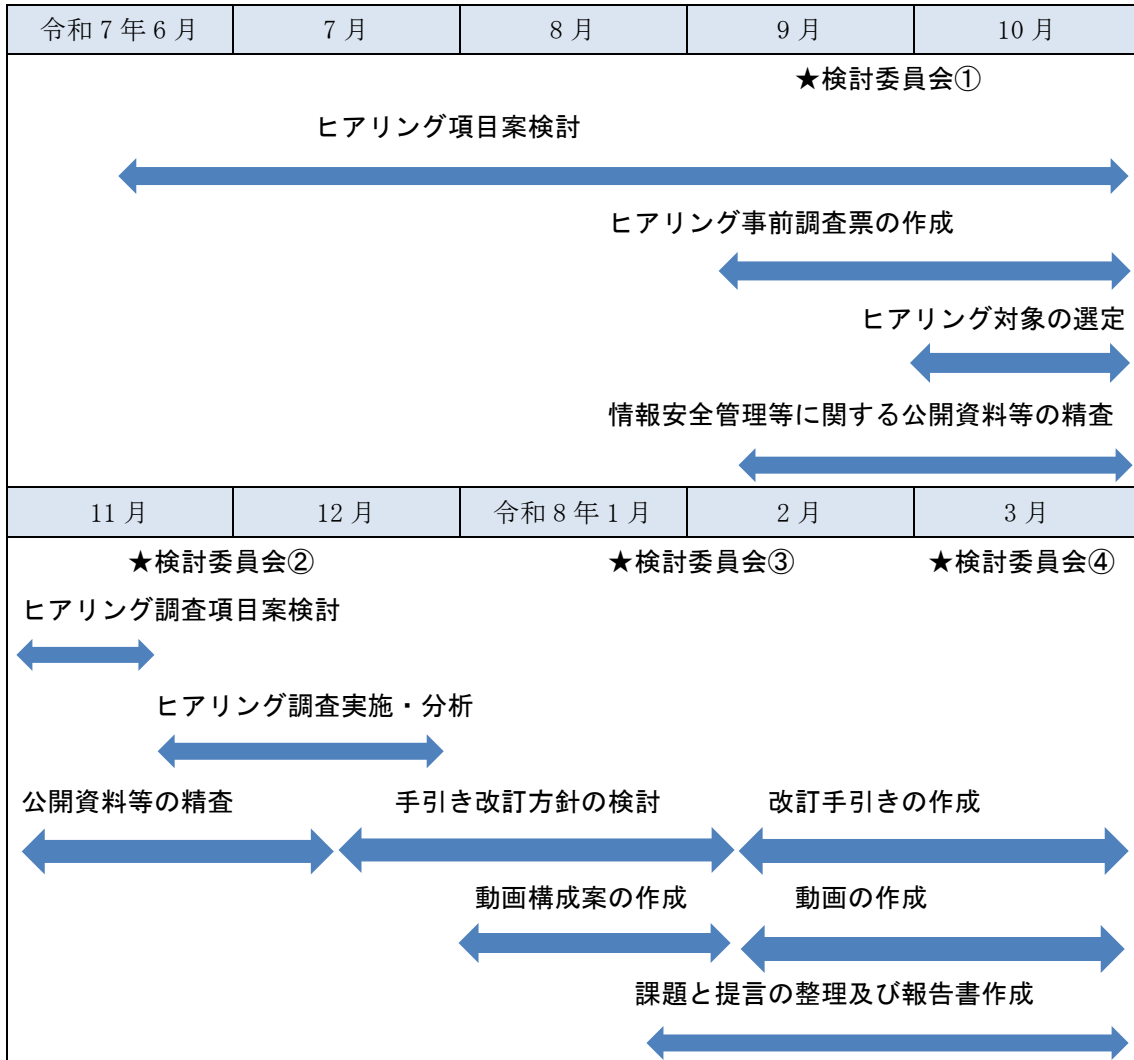 令和７年６月 ７月 ８月 ９月 10月
★検討委員会①
ヒアリング項目案検討
ヒアリング事前調査票の作成
ヒアリング対象の選定
情報安全管理等に関する公開資料等の精査
11月 12月 令和８年１月 ２月 ３月
★検討委員会② ★検討委員会③ ★検討委員会④
ヒアリング調査項目案検討
ヒアリング調査実施・分析
公開資料等の精査 手引き改訂方針の検討 改訂手引きの作成
動画構成案の作成 動画の作成
課題と提言の整理及び報告書作成